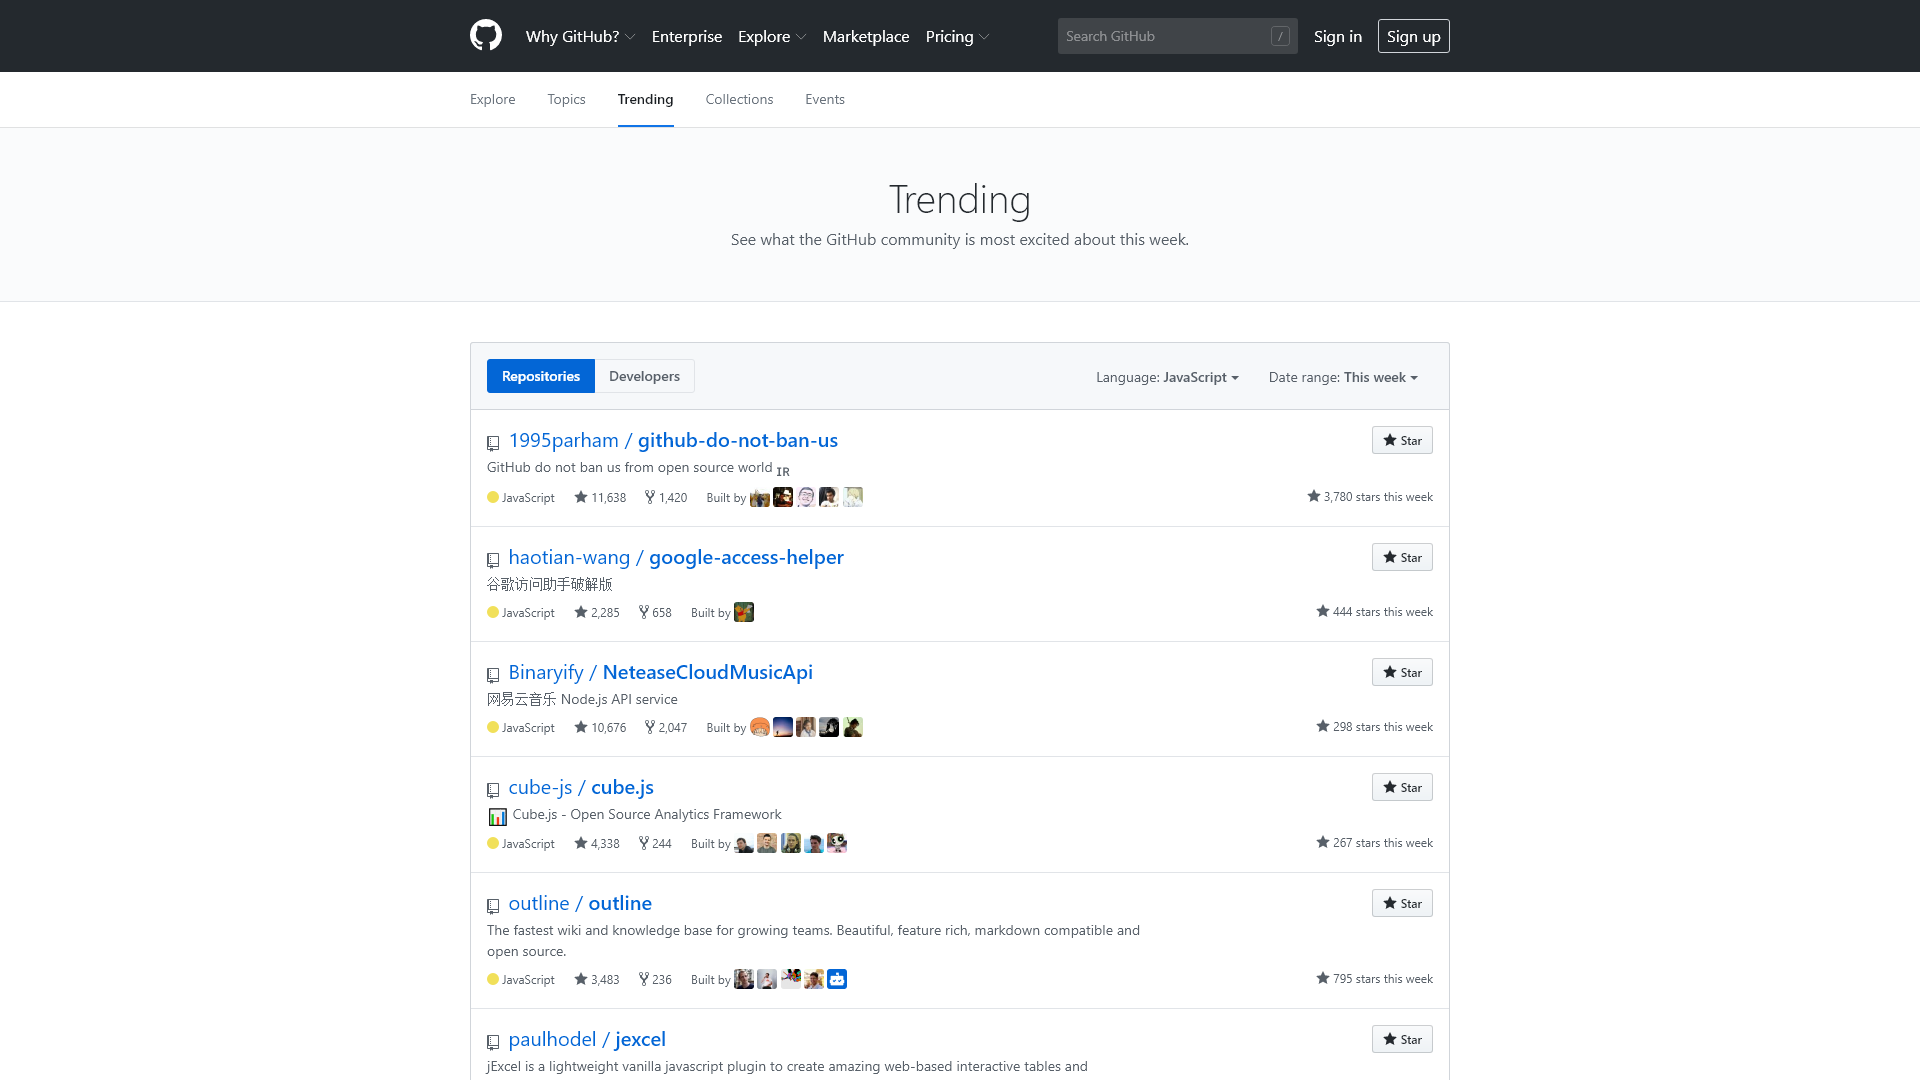 Why GitHub? Enterprise Explore Marketplace Pricing Search GitHub / Sign in Sign up
Explore Topics Trending Collections Events
Trending
See what the GitHub community is most excited about this week.
Repositories Developers Language: JavaScript Date range: This week
1995parham / github-do-not-ban-us Star
GitHub do not ban us from open source world IR
JavaScript 11,638 1,420 Built by 3,780 stars this week
haotian-wang / google-access-helper Star
谷歌访问助手破解版
JavaScript 2,285 658 Built by 444 stars this week
Binaryify / NeteaseCloudMusicApi Star
网易云音乐 Node.js API service
JavaScript 10,676 2,047 Built by 298 stars this week
cube-js / cube.js Star
Cube.js - Open Source Analytics Framework
JavaScript 4,338 244 Built by 267 stars this week
outline / outline Star
The fastest wiki and knowledge base for growing teams. Beautiful, feature rich, markdown compatible and
open source.
JavaScript 3,483 236 Built by 795 stars this week
paulhodel / jexcel Star
jExcel is a lightweight vanilla javascript plugin to create amazing web-based interactive tables and